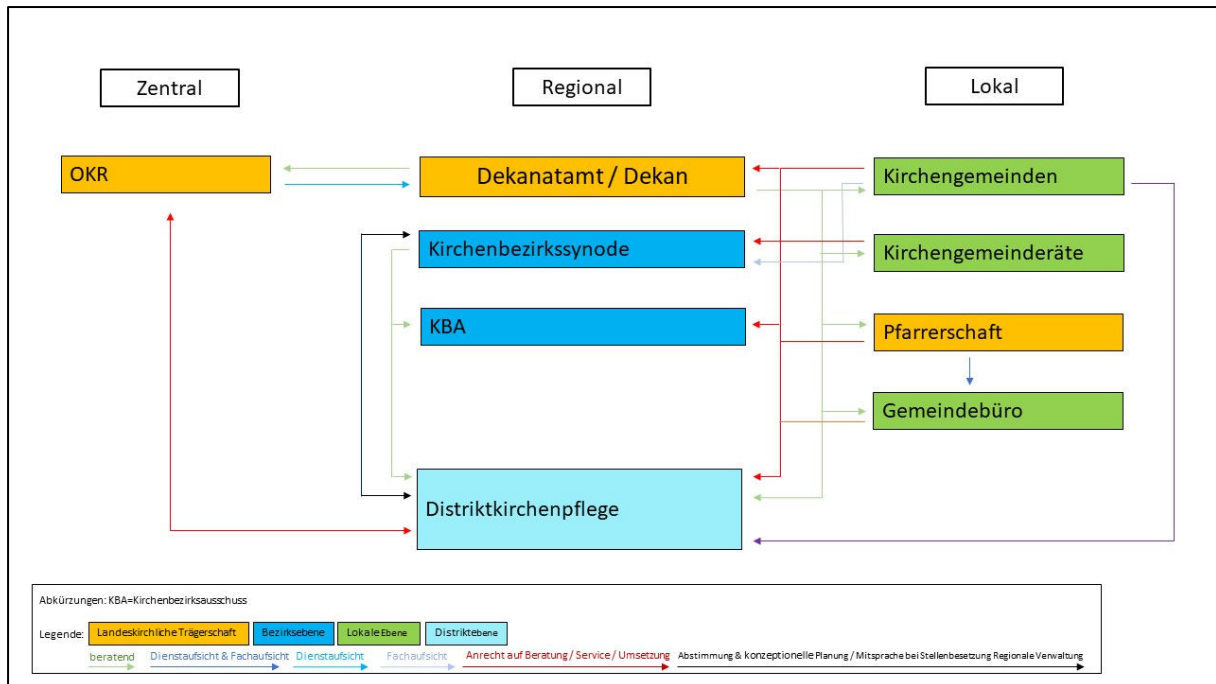 Zentral
Regional
Lokal
OKR
Dekanatamt / Dekan
Kirchengemeinden
Kirchenbezirkssynode
Kirchengemeinderäte
KBA
Pfarrerschaft
Gemeindebüro
Distriktkirchenpflege
Abkürzungen: KBA=Kirchenbezirksausschuss
Legende: Landeskirchliche Trägerschaft Bezirksebene Lokale Ebene Distriktebene
beratend Dienstaufsicht & Fachaufsicht Dienstaufsicht Fachaufsicht Anrecht auf Beratung / Service / Umsetzung Abstimmung & konzeptionelle Planung / Mitsprache bei Stellenbesetzung Regionale Verwaltung